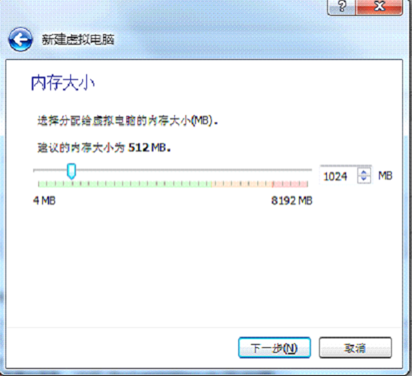 新建虚拟电脑
内存大小
选择分配给虚拟电脑的内存大小(MB)。
建议的内存大小为 512 MB。
1024 MB
4 MB 8192 MB
下一步(N) 取消